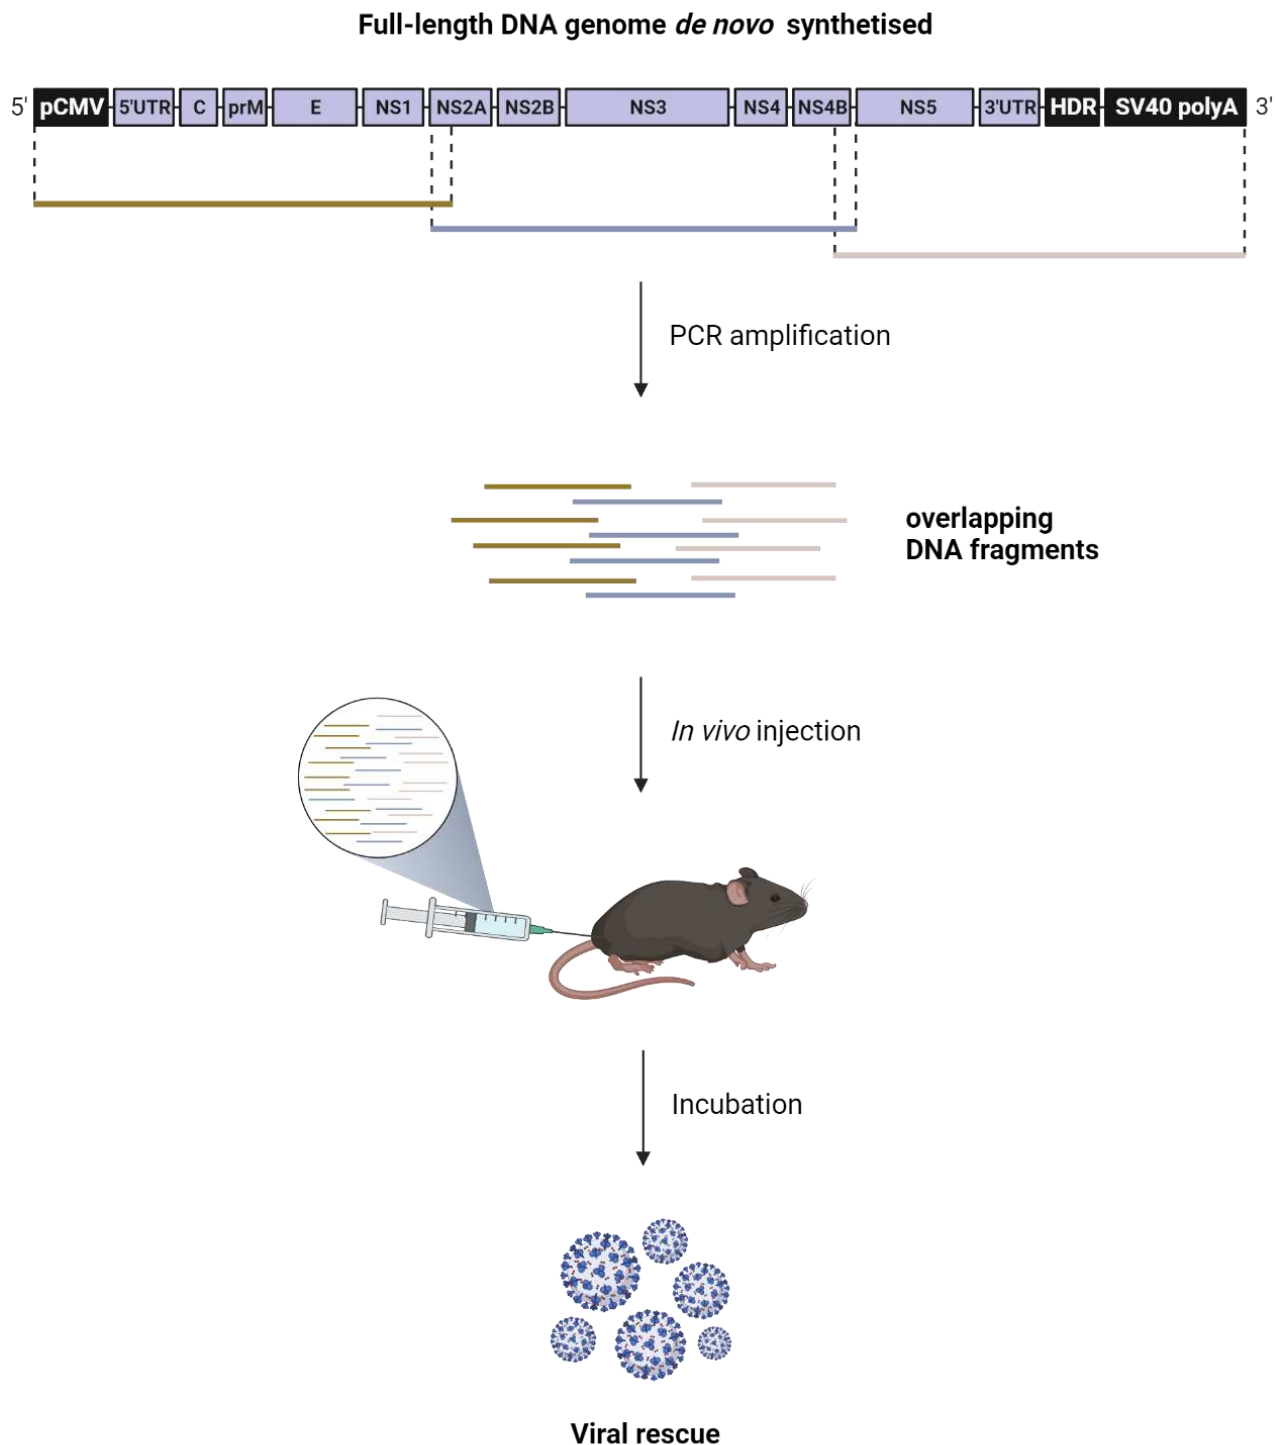 Full-length DNA genome de novo synthetised
5' pCMV 5'UTR C prM E NS1 NS2A NS2B NS3 NS4 NS4B NS5 3'UTR HDR SV40 polyA 3'
PCR amplification
overlapping
DNA fragments
In vivo injection
Incubation
Viral rescue